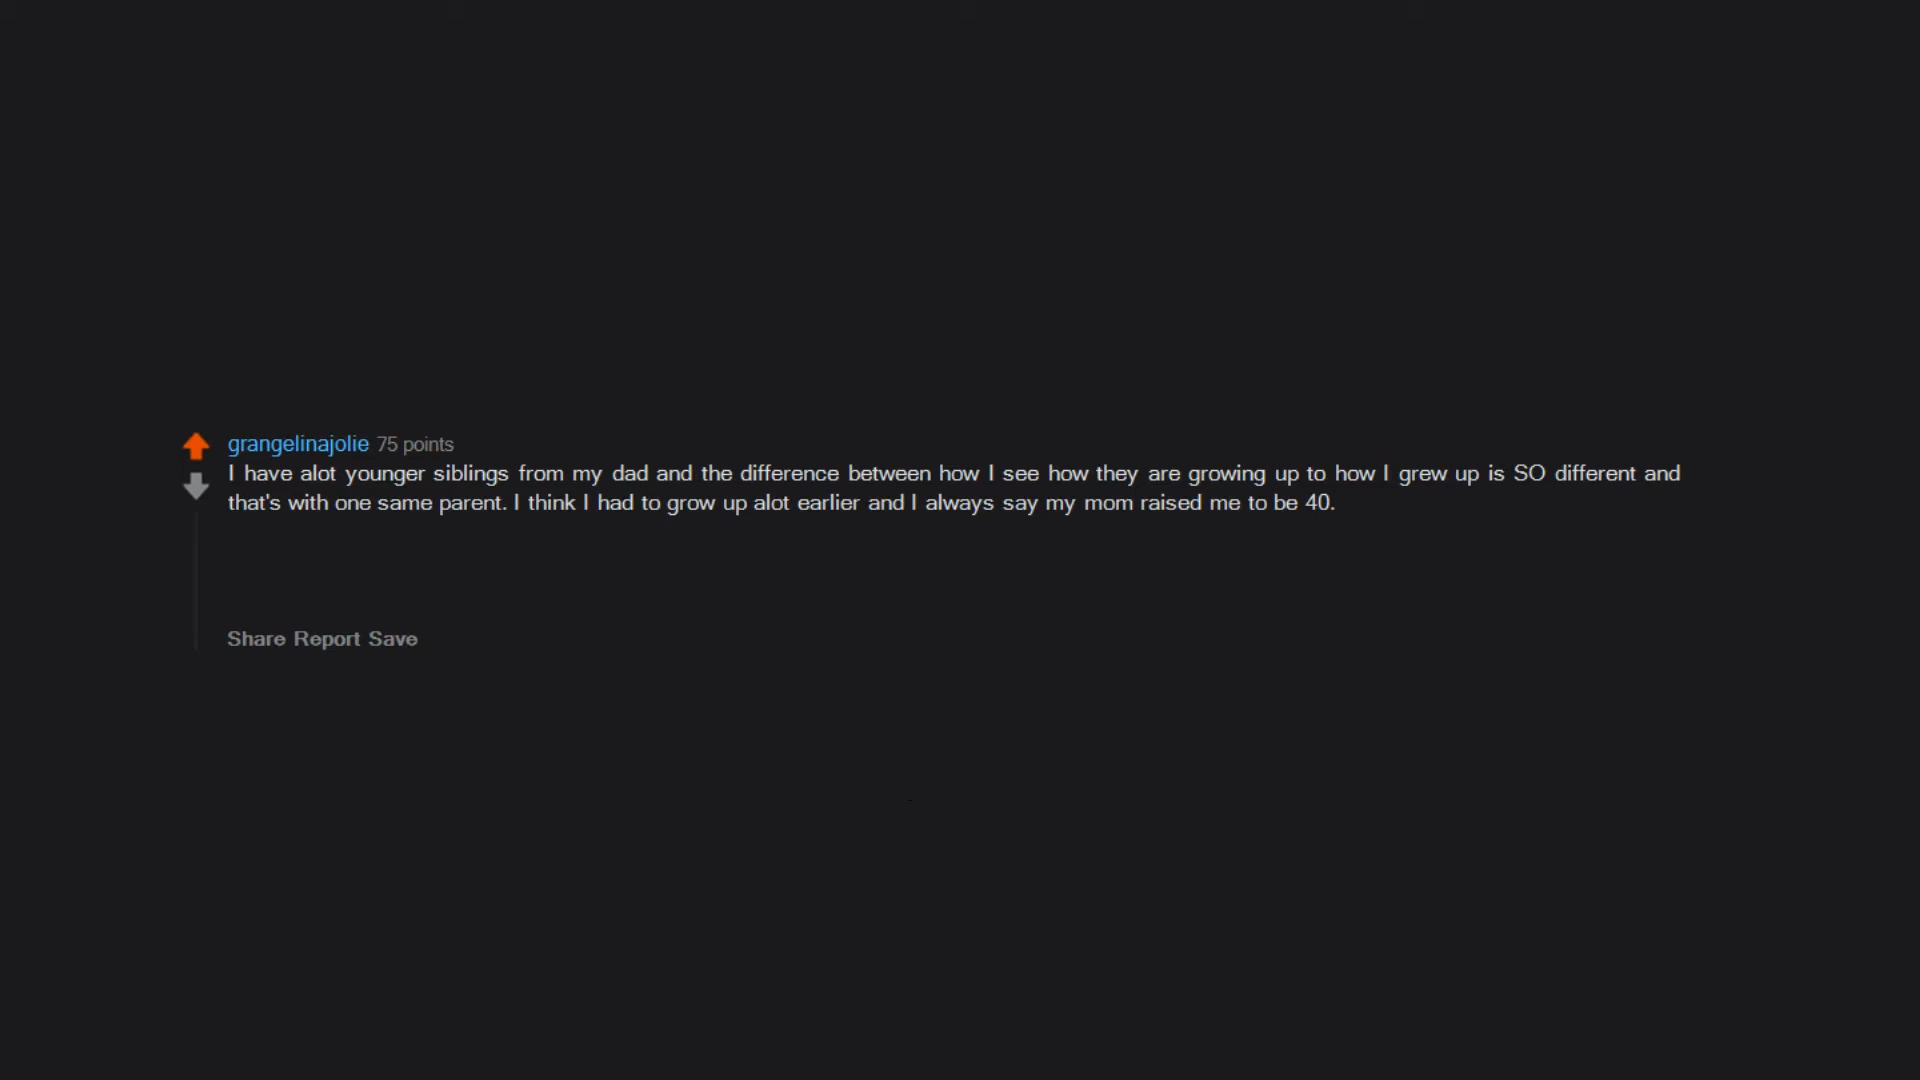 grangelinajolie 75 points
I have alot younger siblings from my dad and the difference between how I see how they are growing up to how I grew up is SO different and
that's with one same parent. I think I had to grow up alot earlier and I always say my mom raised me to be 40.
Share Report Save